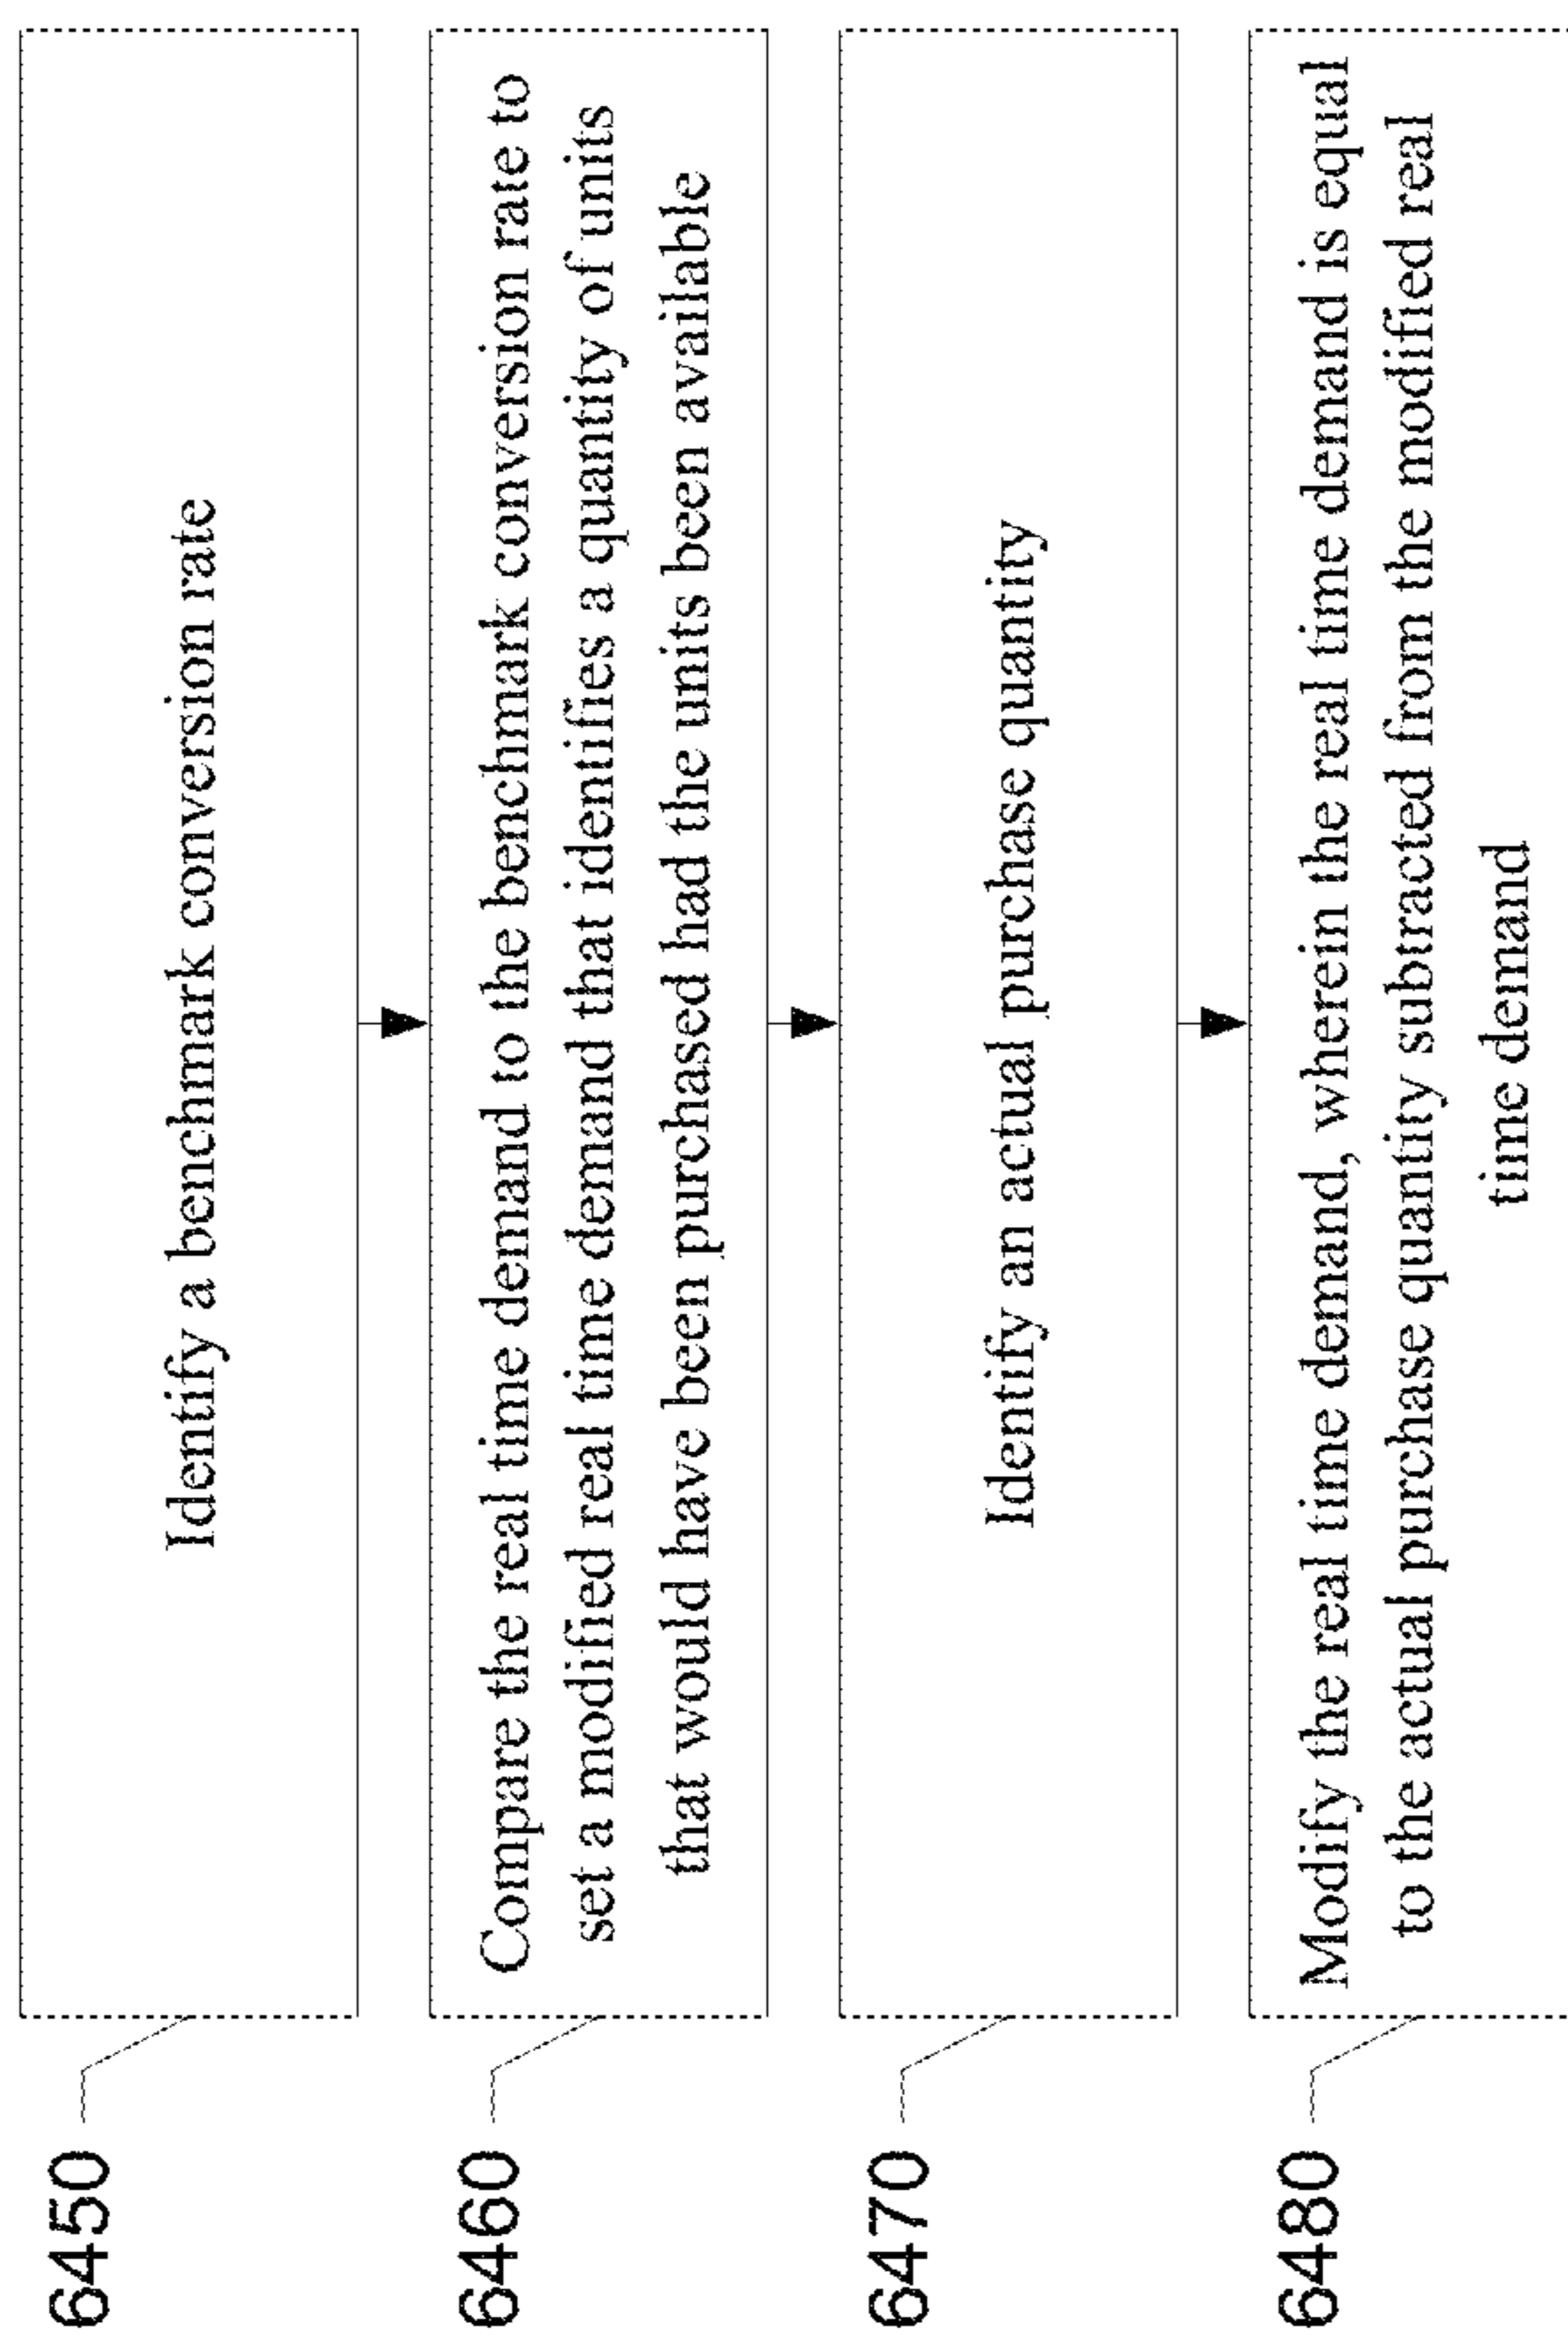 6450
Identify a benchmark conversion rate
6460
Compare the real time demand to the benchmark conversion rate to
set a modified real time demand that identifies a quantity of units
that would have been purchased had the units been available
6470
Identify an actual purchase quantity
6480
Modify the real time demand, wherein the real time demand is equal
to the actual purchase quantity subtracted from the modified real
time demand